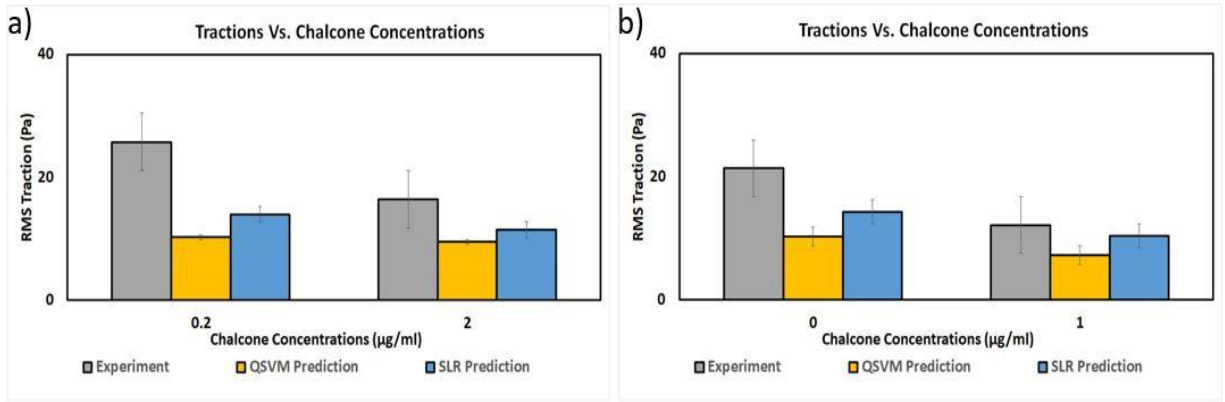 a)
Tractions Vs. Chalcone Concentrations
40
20
0
RMS Traction (Pa)
0.2
2
Chalcone Concentrations (μg/ml)
Experiment
QSVM Prediction
SLR Prediction
b)
Tractions Vs. Chalcone Concentrations
40
20
0
RMS Traction (Pa)
0
1
Chalcone Concentrations (μg/ml)
Experiment
QSVM Prediction
SLR Prediction